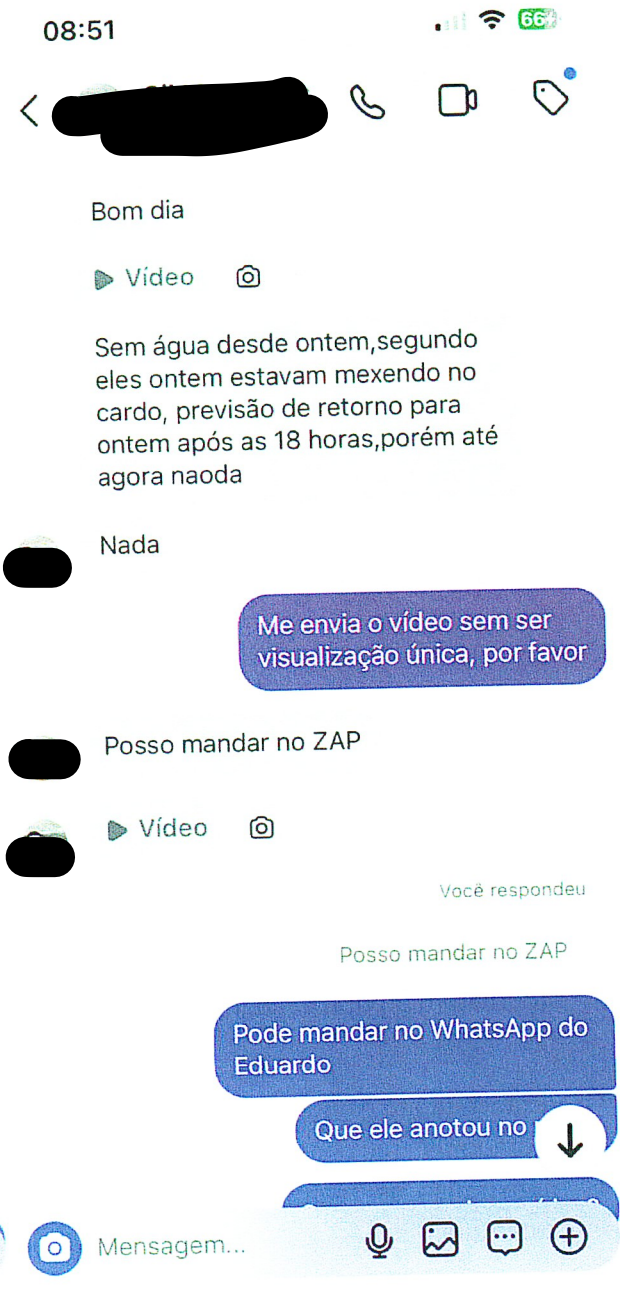 08:51
66
Bom dia
Vídeo
Sem água desde ontem,segundo
eles ontem estavam mexendo no
cardo, previsão de retorno para
ontem após as 18 horas,porém até
agora naoda
Nada
Me envia o vídeo sem ser
visualização única, por favor
Posso mandar no ZAP
Vídeo
Você respondeu
Posso mandar no ZAP
Pode mandar no WhatsApp do
Eduardo
Que ele anotou no
Mensagem...